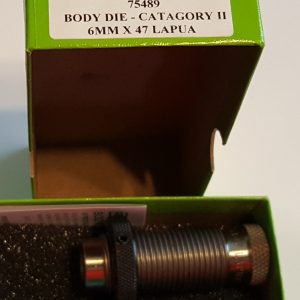 75489
BODY DIE - CATAGORY II
6MM X 47 LAPUA